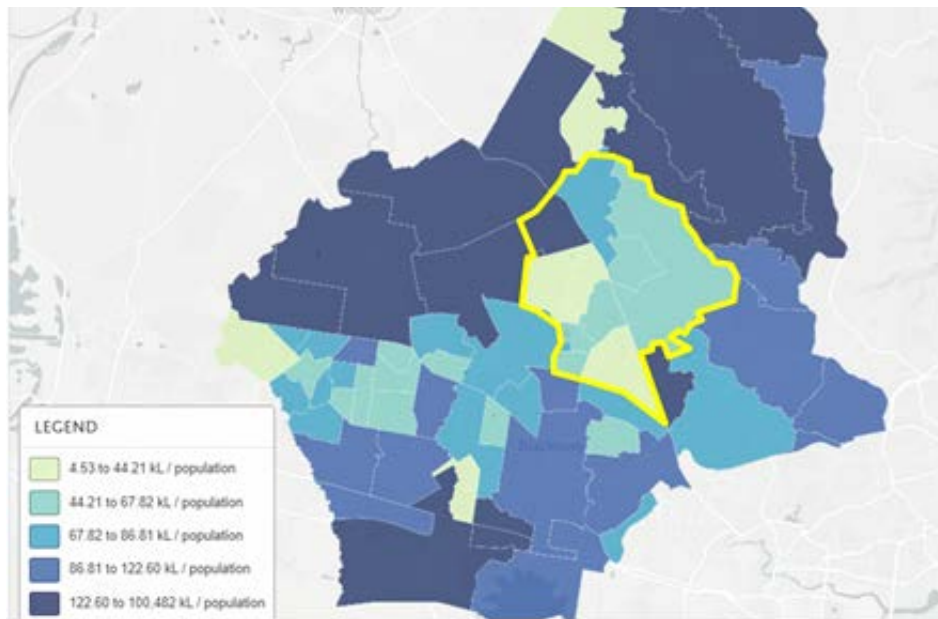 LEGEND
4.53 to 44.21 kL / population
44.21 to 67.82 kL / population
67.82 to 86.81 kL / population
86.81 to 122.60 kL / population
122.60 to 100,482 kL / population